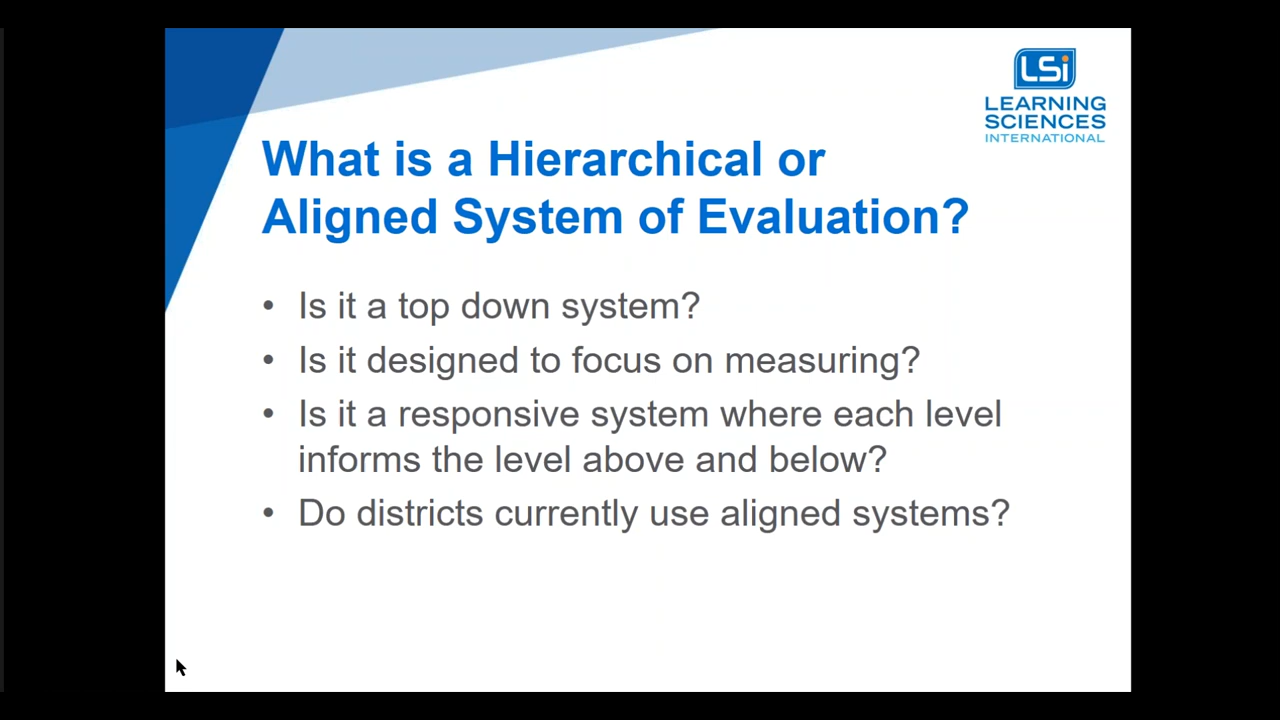 LSi
LEARNING
SCIENCES
INTERNATIONAL
What is a Hierarchical or
Aligned System of Evaluation?
• Is it a top down system?
• Is it designed to focus on measuring?
• Is it a responsive system where each level
informs the level above and below?
• Do districts currently use aligned systems?